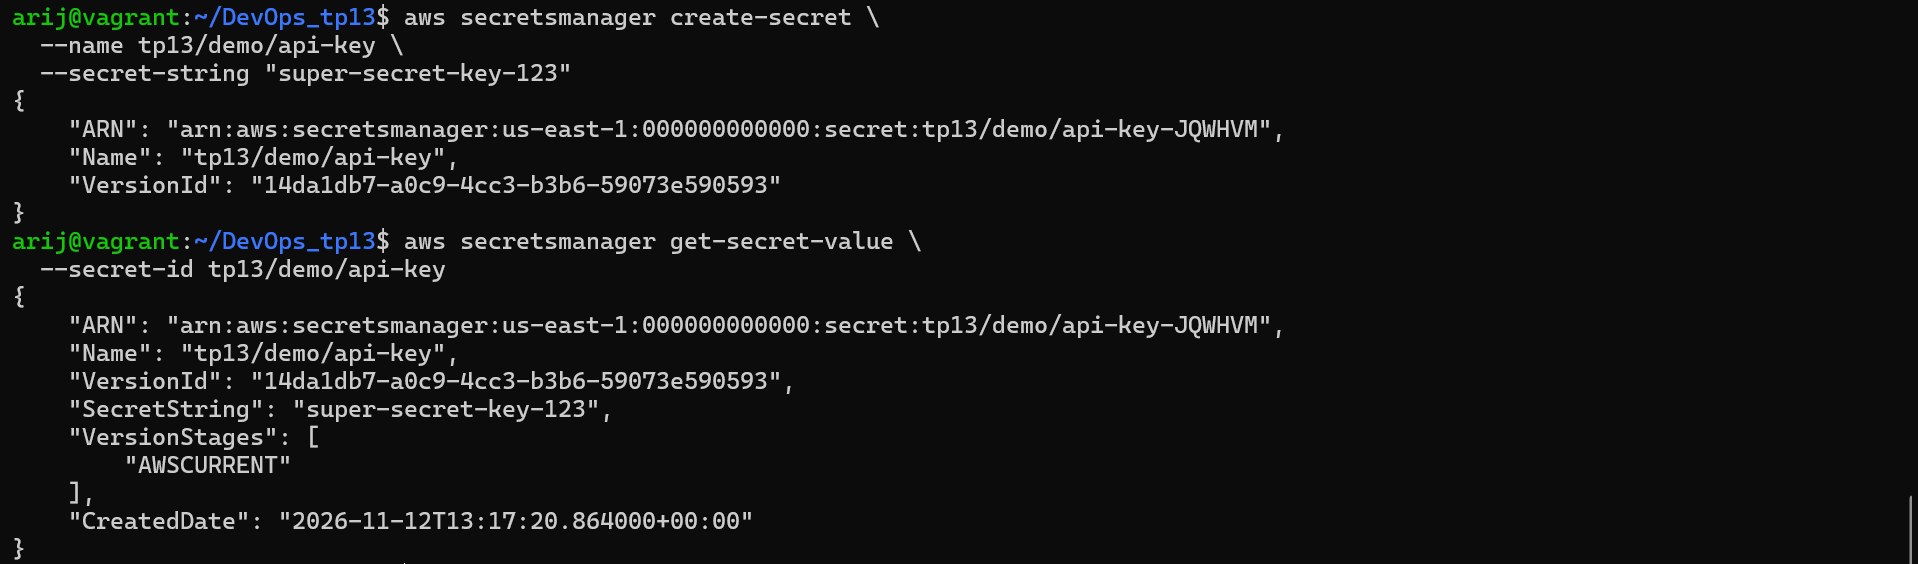 arij@vagrant:~/DevOps_tp13$ aws secretsmanager create-secret \
  --name tp13/demo/api-key \
  --secret-string "super-secret-key-123"
{
    "ARN": "arn:aws:secretsmanager:us-east-1:000000000000:secret:tp13/demo/api-key-JQWHVM",
    "Name": "tp13/demo/api-key",
    "VersionId": "14da1db7-a0c9-4cc3-b3b6-59073e590593"
}
arij@vagrant:~/DevOps_tp13$ aws secretsmanager get-secret-value \
  --secret-id tp13/demo/api-key
{
    "ARN": "arn:aws:secretsmanager:us-east-1:000000000000:secret:tp13/demo/api-key-JQWHVM",
    "Name": "tp13/demo/api-key",
    "VersionId": "14da1db7-a0c9-4cc3-b3b6-59073e590593",
    "SecretString": "super-secret-key-123",
    "VersionStages": [
        "AWSCURRENT"
    ],
    "CreatedDate": "2026-11-12T13:17:20.864000+00:00"
}